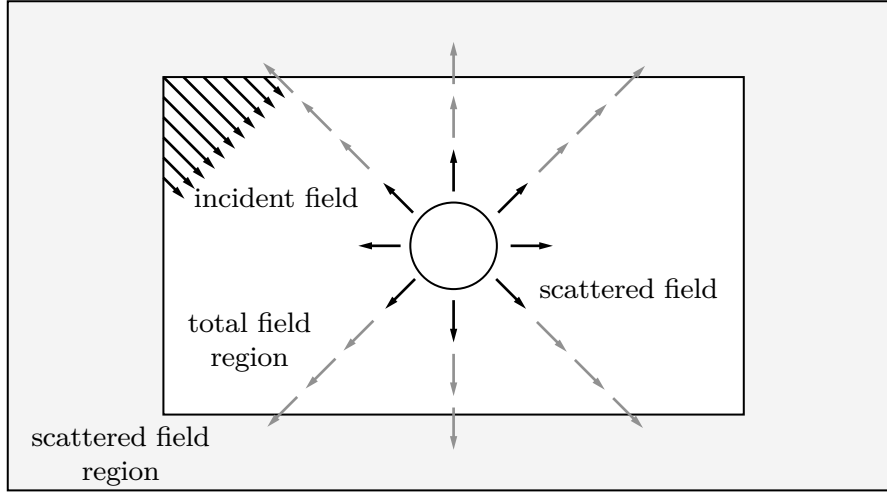 incident field
scattered field
total field
region
scattered field
region